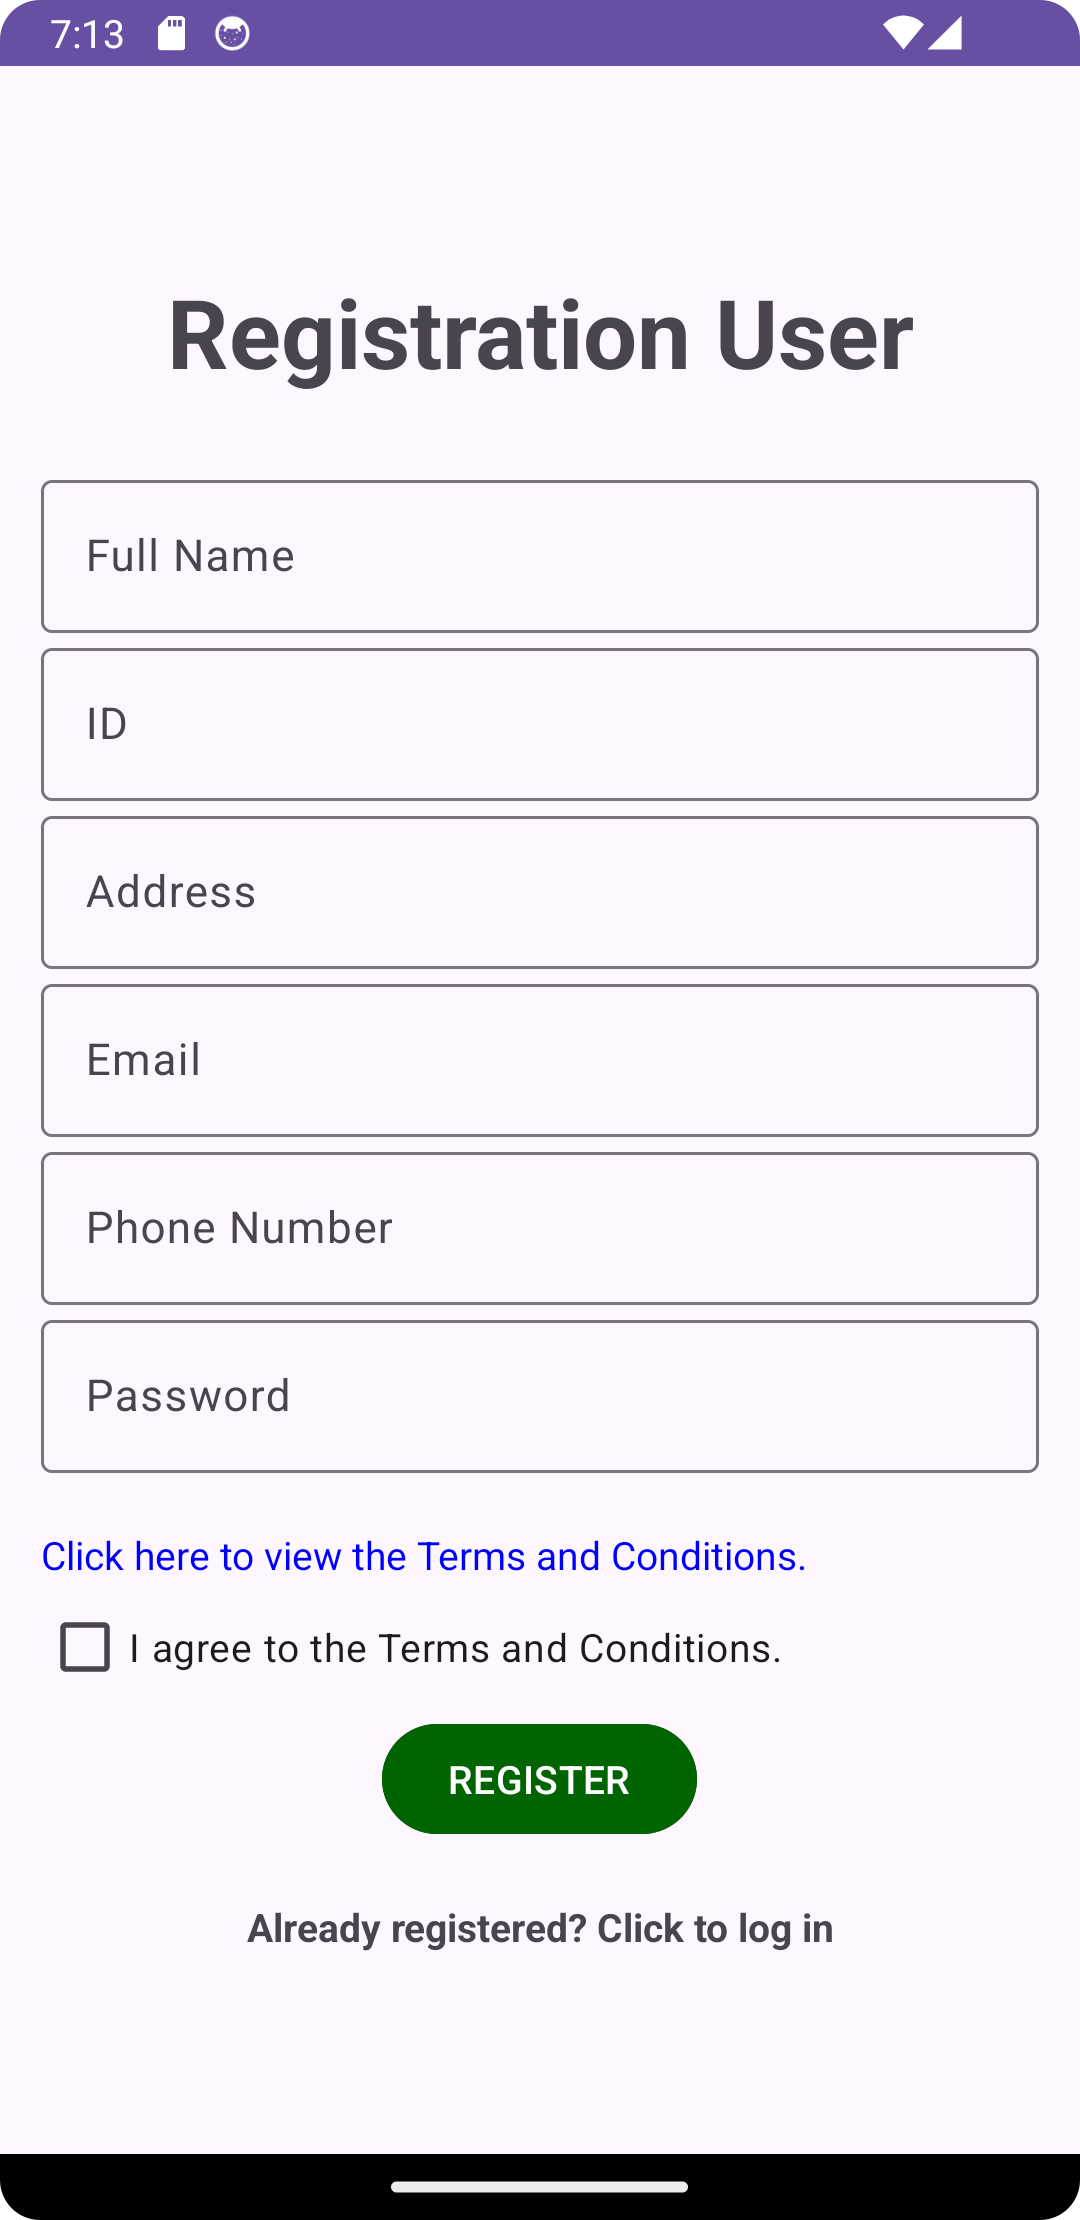 7:13
Registration User
Full Name
ID
Address
Email
Phone Number
Password
Click here to view the Terms and Conditions.
I agree to the Terms and Conditions.
REGISTER
Already registered? Click to log in